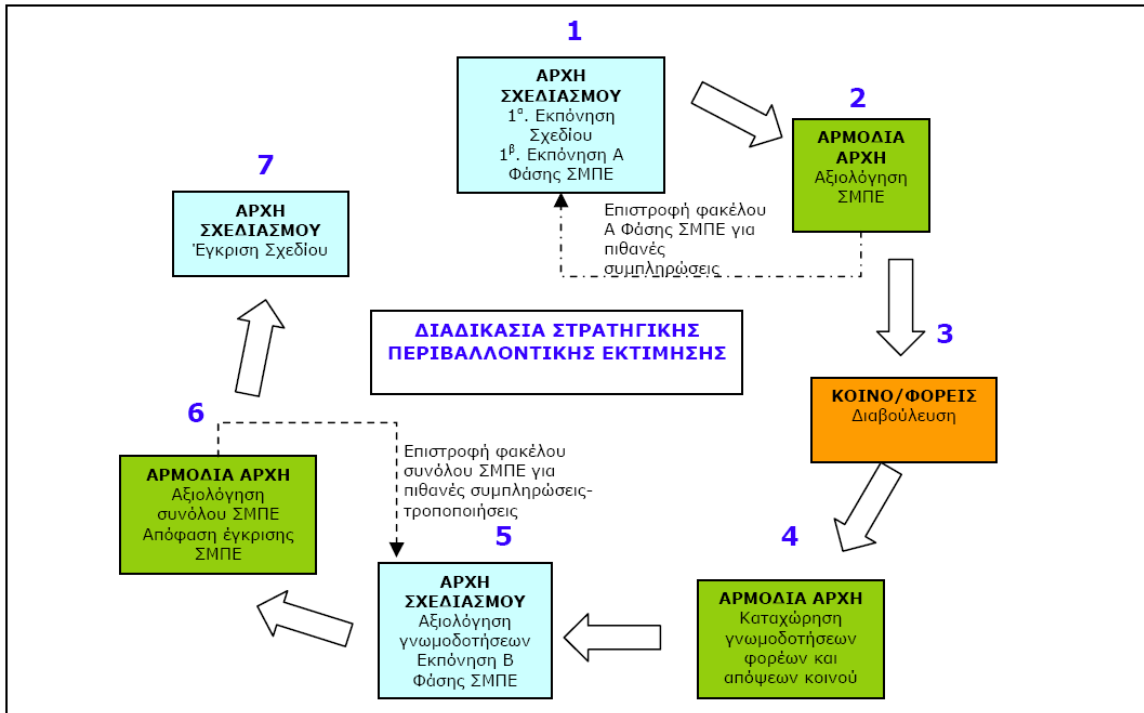 1
ΑΡΧΗ
ΣΧΕΔΙΑΣΜΟΥ
1α. Εκπόνηση
Σχεδίου
1β. Εκπόνηση Α
Φάσης ΣΜΠΕ
2
ΑΡΜΟΔΙΑ
ΑΡΧΗ
Αξιολόγηση
ΣΜΠΕ
Επιστροφή φακέλου
Α Φάσης ΣΜΠΕ για
πιθανές
συμπληρώσεις
3
ΚΟΙΝΟ/ΦΟΡΕΙΣ
Διαβούλευση
4
ΑΡΜΟΔΙΑ ΑΡΧΗ
Καταχώρηση
γνωμοδοτήσεων
φορέων και
απόψεων κοινού
5
ΑΡΧΗ
ΣΧΕΔΙΑΣΜΟΥ
Αξιολόγηση
γνωμοδοτήσεων
Εκπόνηση Β
Φάσης ΣΜΠΕ
6
ΑΡΜΟΔΙΑ ΑΡΧΗ
Αξιολόγηση
συνόλου ΣΜΠΕ
Απόφαση έγκρισης
ΣΜΠΕ
Επιστροφή φακέλου
συνόλου ΣΜΠΕ για
πιθανές συμπληρώσεις-
τροποποιήσεις
7
ΑΡΧΗ
ΣΧΕΔΙΑΣΜΟΥ
Έγκριση Σχεδίου
ΔΙΑΔΙΚΑΣΙΑ ΣΤΡΑΤΗΓΙΚΗΣ
ΠΕΡΙΒΑΛΛΟΝΤΙΚΗΣ ΕΚΤΙΜΗΣΗΣ